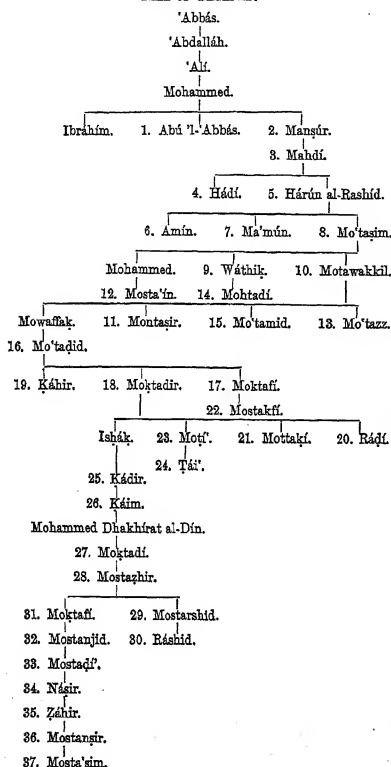 'Abbás.
'Abdalláh.
'Alí.
Mohammed.
Ibráhím. 1. Abú 'l-'Abbás. 2. Manṣúr.
3. Mahdí.
4. Hádí. 5. Hárún al-Rashíd.
6. Amín. 7. Ma'mún. 8. Mo'taṣim.
Mohammed. 9. Wáthiḳ. 10. Motawakkil.
12. Mosta'ín. 14. Mohtadí.
Mowaffaḳ. 11. Montaṣir. 15. Mo'tamid. 13. Mo'tazz.
16. Mo'taḍid.
19. Ḳáhir. 18. Moḳtadir. 17. Moktafí.
22. Mostakfí.
Isḥáḳ. 23. Moṭí'. 21. Mottaḳí. 20. Ráḍí.
24. Ṭái'.
25. Ḳádir.
26. Ḳáim.
Mohammed Dhakhírat al-Dín.
27. Moḳtadí.
28. Mostaẓhir.
31. Moḳtafí. 29. Mostarshid.
32. Mostanjid. 30. Ráshid.
33. Mostaḍí'.
34. Náṣir.
35. Ẓáhir.
36. Mostanṣir.
37. Mosta'sim.